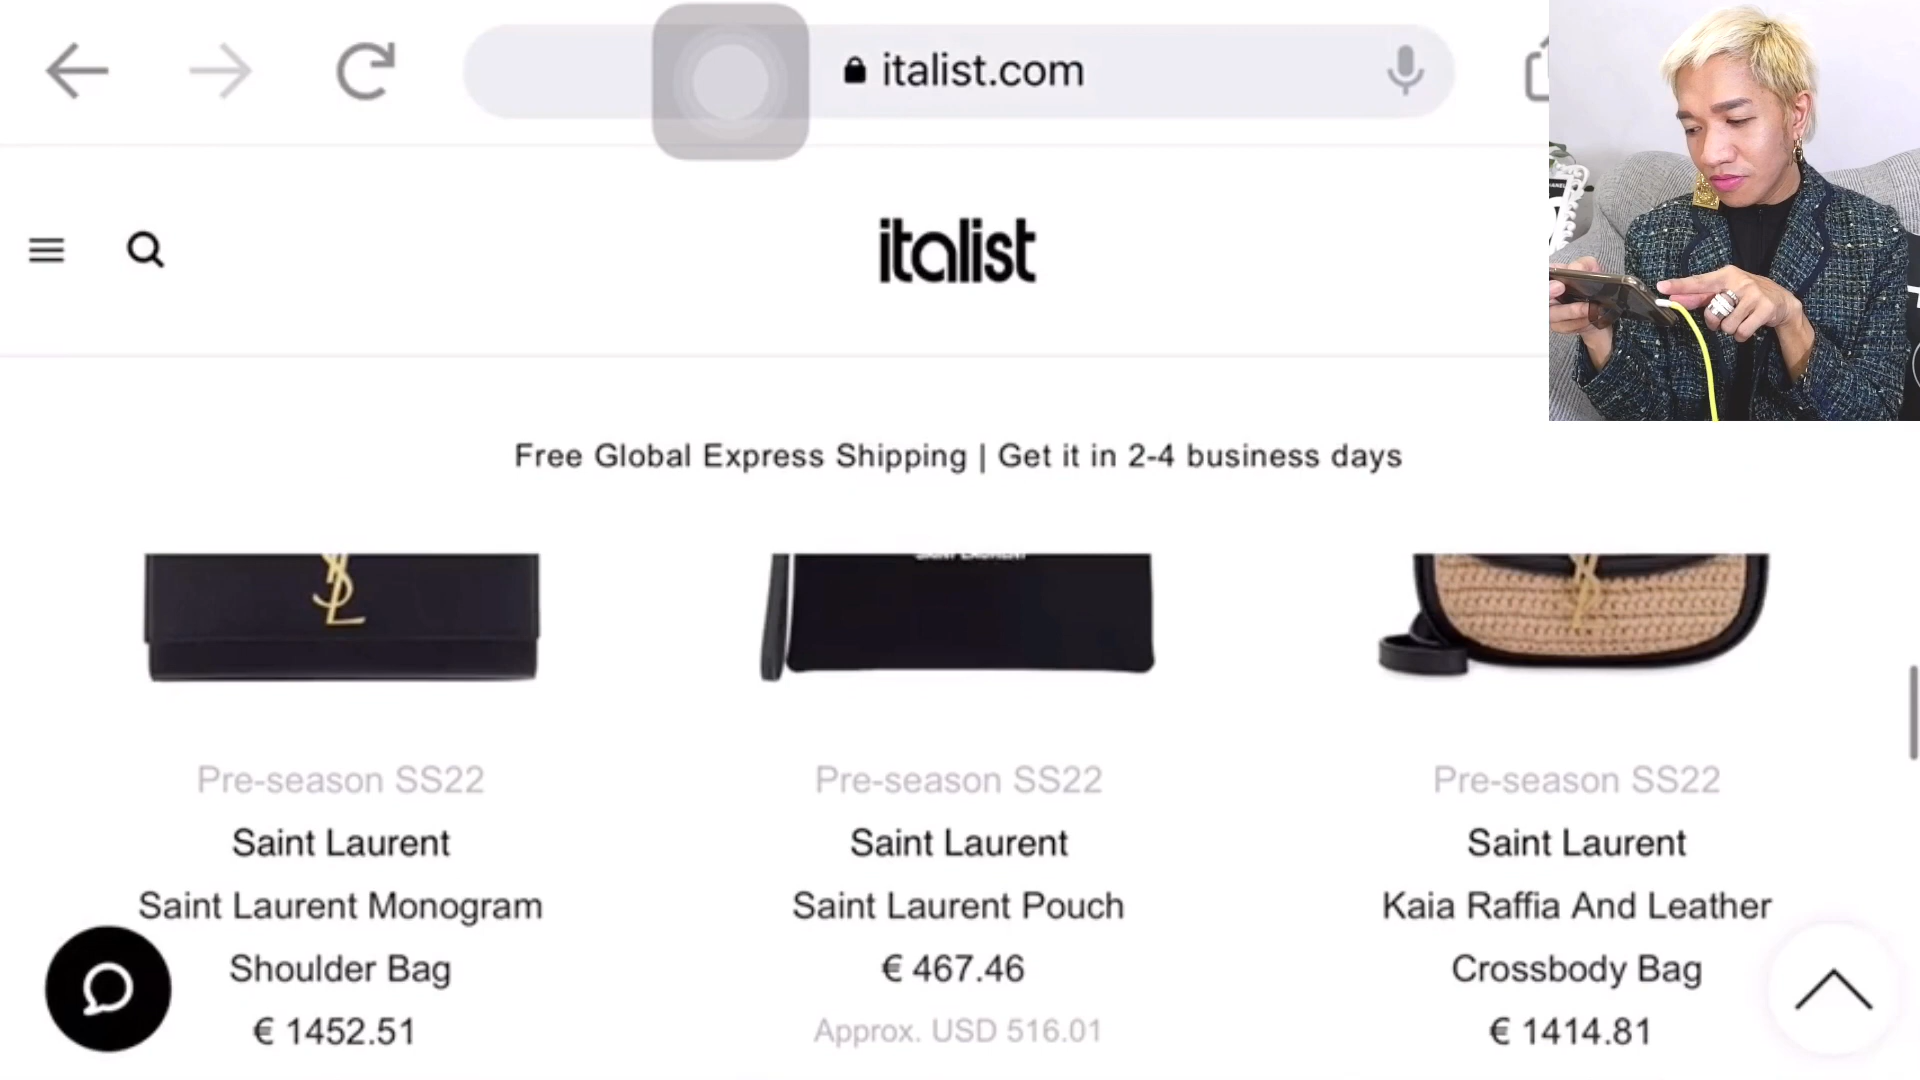 italist.com
italist
Free Global Express Shipping | Get it in 2-4 business days
SAINT LAURENT
Pre-season SS22
Saint Laurent
Saint Laurent Monogram
Shoulder Bag
€ 1452.51
Pre-season SS22
Saint Laurent
Saint Laurent Pouch
€ 467.46
Approx. USD 516.01
Pre-season SS22
Saint Laurent
Kaia Raffia And Leather
Crossbody Bag
€ 1414.81